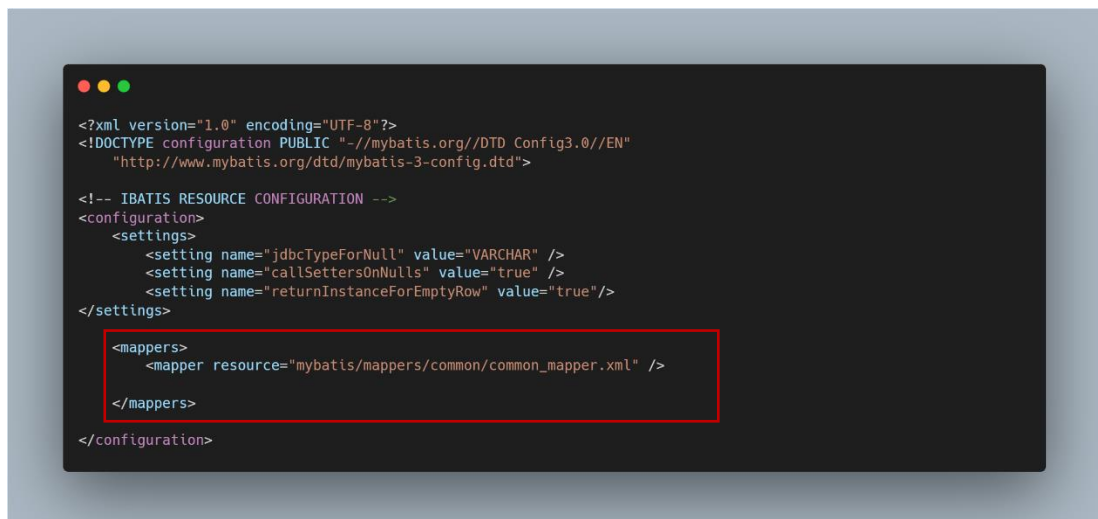 <?xml version="1.0" encoding="UTF-8"?>
<!DOCTYPE configuration PUBLIC "-//mybatis.org//DTD Config3.0//EN"
"http://www.mybatis.org/dtd/mybatis-3-config.dtd">
<!-- IBATIS RESOURCE CONFIGURATION -->
<configuration>
<settings>
<setting name="jdbcTypeForNull" value="VARCHAR" />
<setting name="callSettersOnNulls" value="true" />
<setting name="returnInstanceForEmptyRow" value="true"/>
</settings>
<mappers>
<mapper resource="mybatis/mappers/common/common_mapper.xml" />
</mappers>
</configuration>